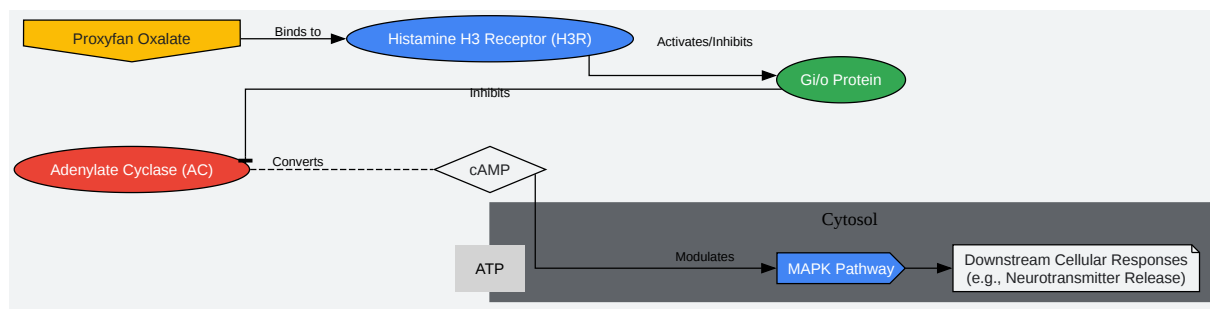 Proxyfan Oxalate
Binds to
Histamine H3 Receptor (H3R)
Activates/Inhibits
Gi/o Protein
Inhibits
Adenylate Cyclase (AC)
Converts
cAMP
Cytosol
ATP
Modulates
MAPK Pathway
Downstream Cellular Responses
(e.g., Neurotransmitter Release)